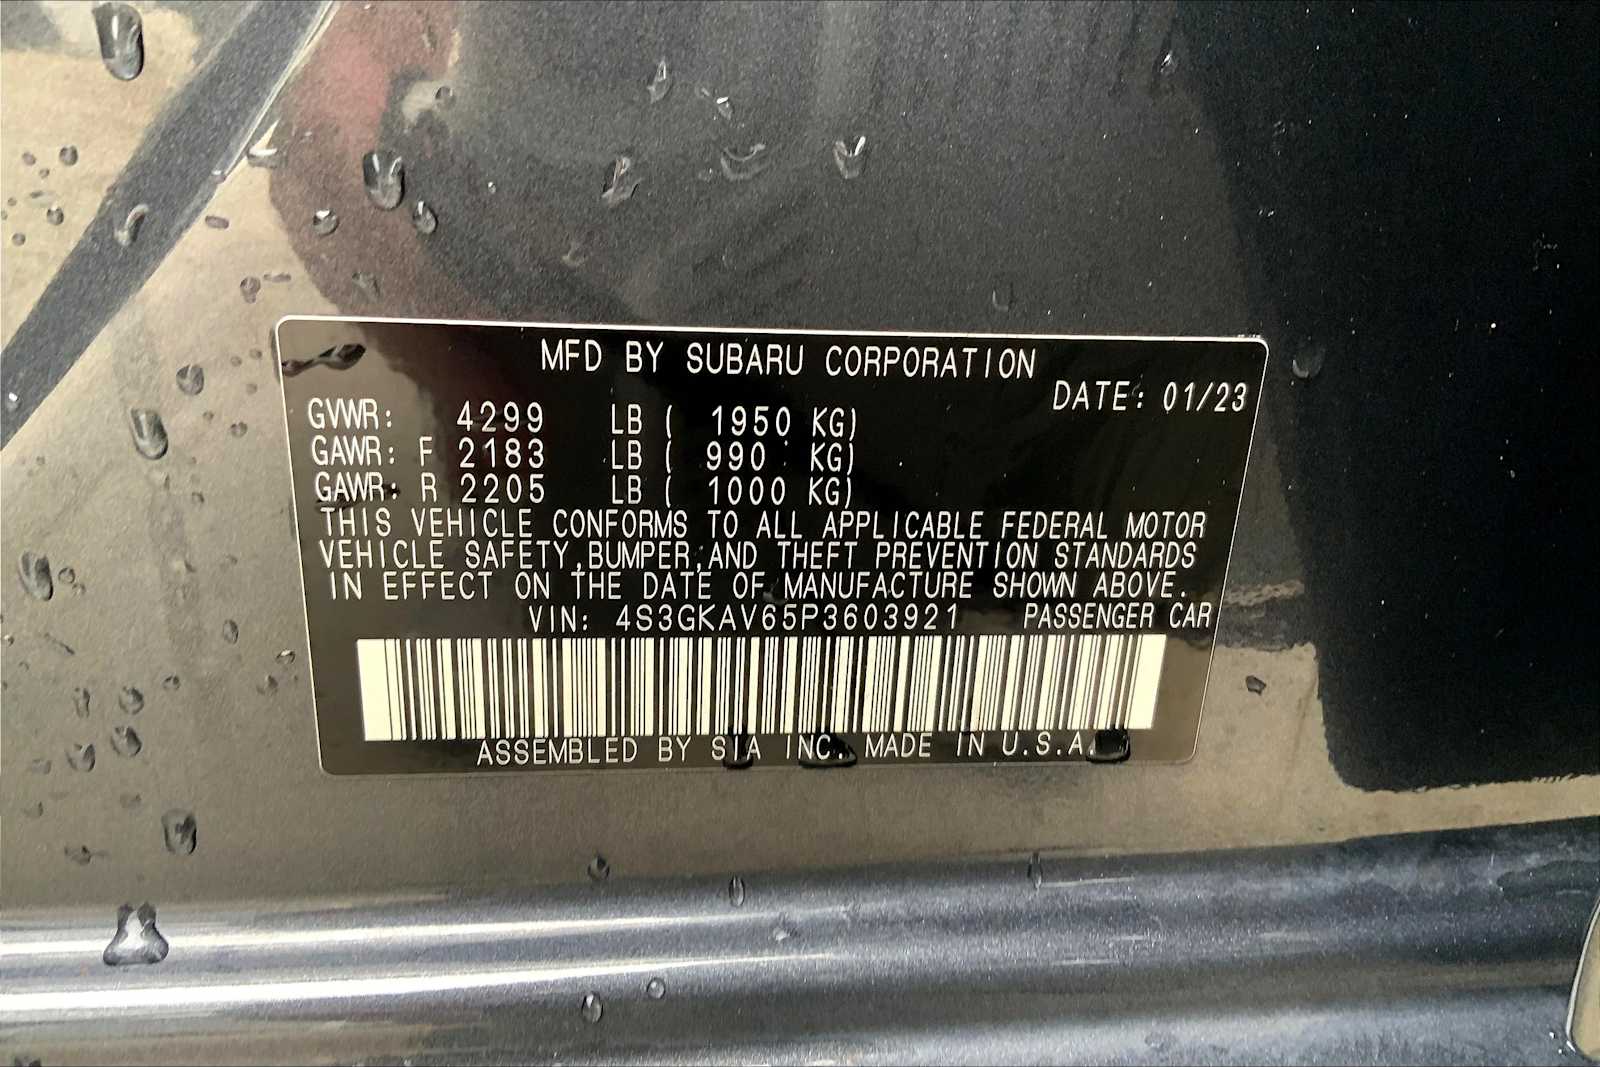 MFD BY SUBARU CORPORATION
DATE: 01/23
GVWR: 4299 LB ( 1950 KG)
GAWR: F 2183 LB ( 990 KG)
GAWR: R 2205 LB ( 1000 KG)
THIS VEHICLE CONFORMS TO ALL APPLICABLE FEDERAL MOTOR
VEHICLE SAFETY,BUMPER,AND THEFT PREVENTION STANDARDS
IN EFFECT ON THE DATE OF MANUFACTURE SHOWN ABOVE.
VIN: 4S3GKAV65P3603921 PASSENGER CAR
ASSEMBLED BY SIA INC. MADE IN U.S.A.